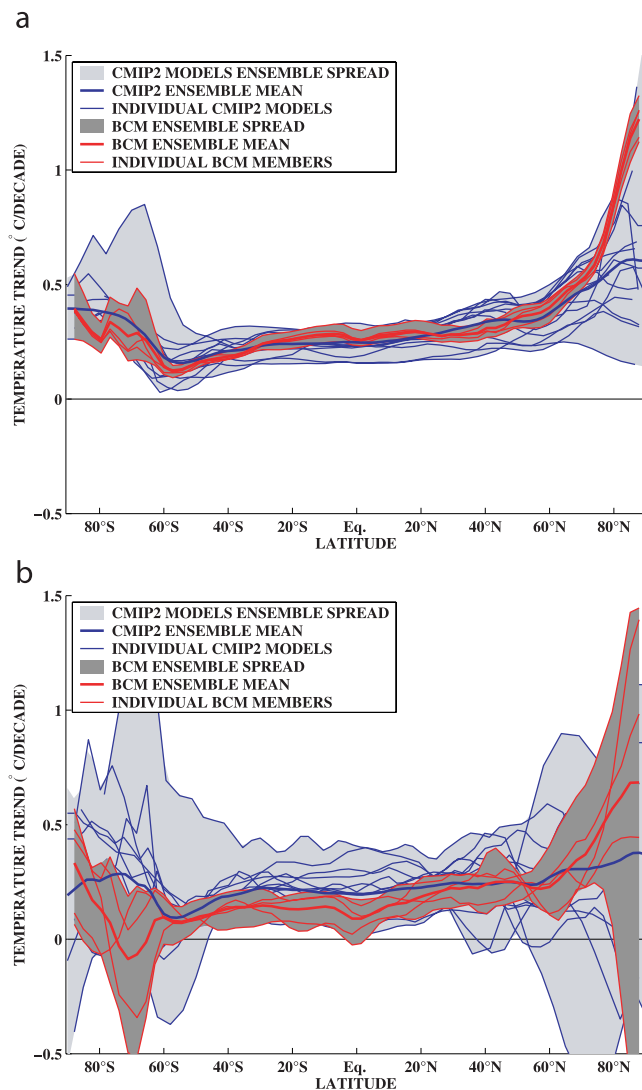 a
1.5
1
0.5
0
−0.5
TEMPERATURE TREND (°C/DECADE)
CMIP2 MODELS ENSEMBLE SPREAD
CMIP2 ENSEMBLE MEAN
INDIVIDUAL CMIP2 MODELS
BCM ENSEMBLE SPREAD
BCM ENSEMBLE MEAN
INDIVIDUAL BCM MEMBERS
80°S 60°S 40°S 20°S Eq. 20°N 40°N 60°N 80°N
LATITUDE
b
1.5
1
0.5
0
−0.5
TEMPERATURE TREND (°C/DECADE)
CMIP2 MODELS ENSEMBLE SPREAD
CMIP2 ENSEMBLE MEAN
INDIVIDUAL CMIP2 MODELS
BCM ENSEMBLE SPREAD
BCM ENSEMBLE MEAN
INDIVIDUAL BCM MEMBERS
80°S 60°S 40°S 20°S Eq. 20°N 40°N 60°N 80°N
LATITUDE